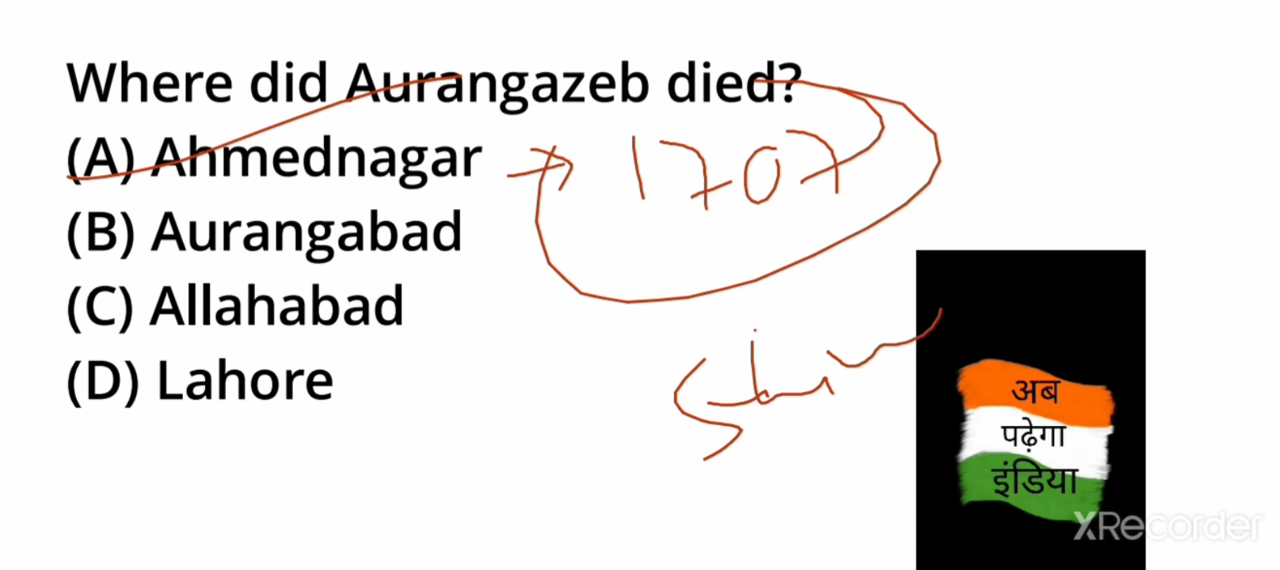 Where did Aurangazeb died?
(A) Ahmednagar → 1707
(B) Aurangabad
(C) Allahabad
(D) Lahore
अब
पढ़ेगा
इंडिया
XRecorder